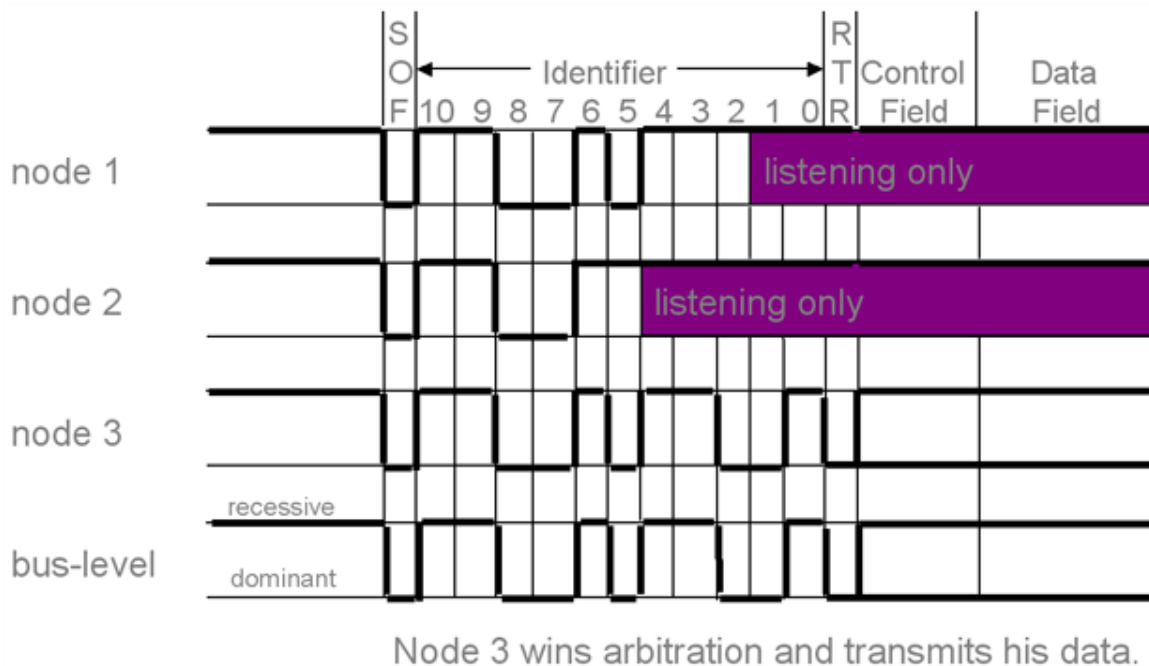 S
O
F
Identifier
10 9 8 7 6 5 4 3 2 1 0
R
T
R
Control
Field
Data
Field
node 1
listening only
node 2
listening only
node 3
recessive
bus-level
dominant
Node 3 wins arbitration and transmits his data.